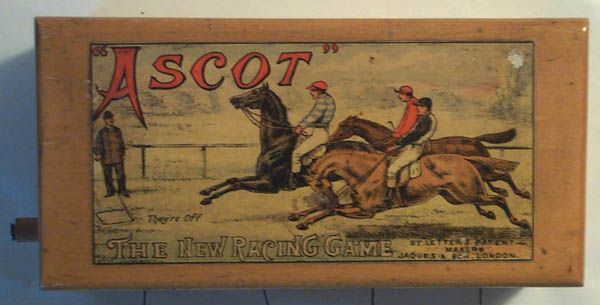 "ASCOT"
They're Off
THE NEW RACING GAME
BY LETTERS PATENT
MAKERS
JAQUES & SON, LONDON.